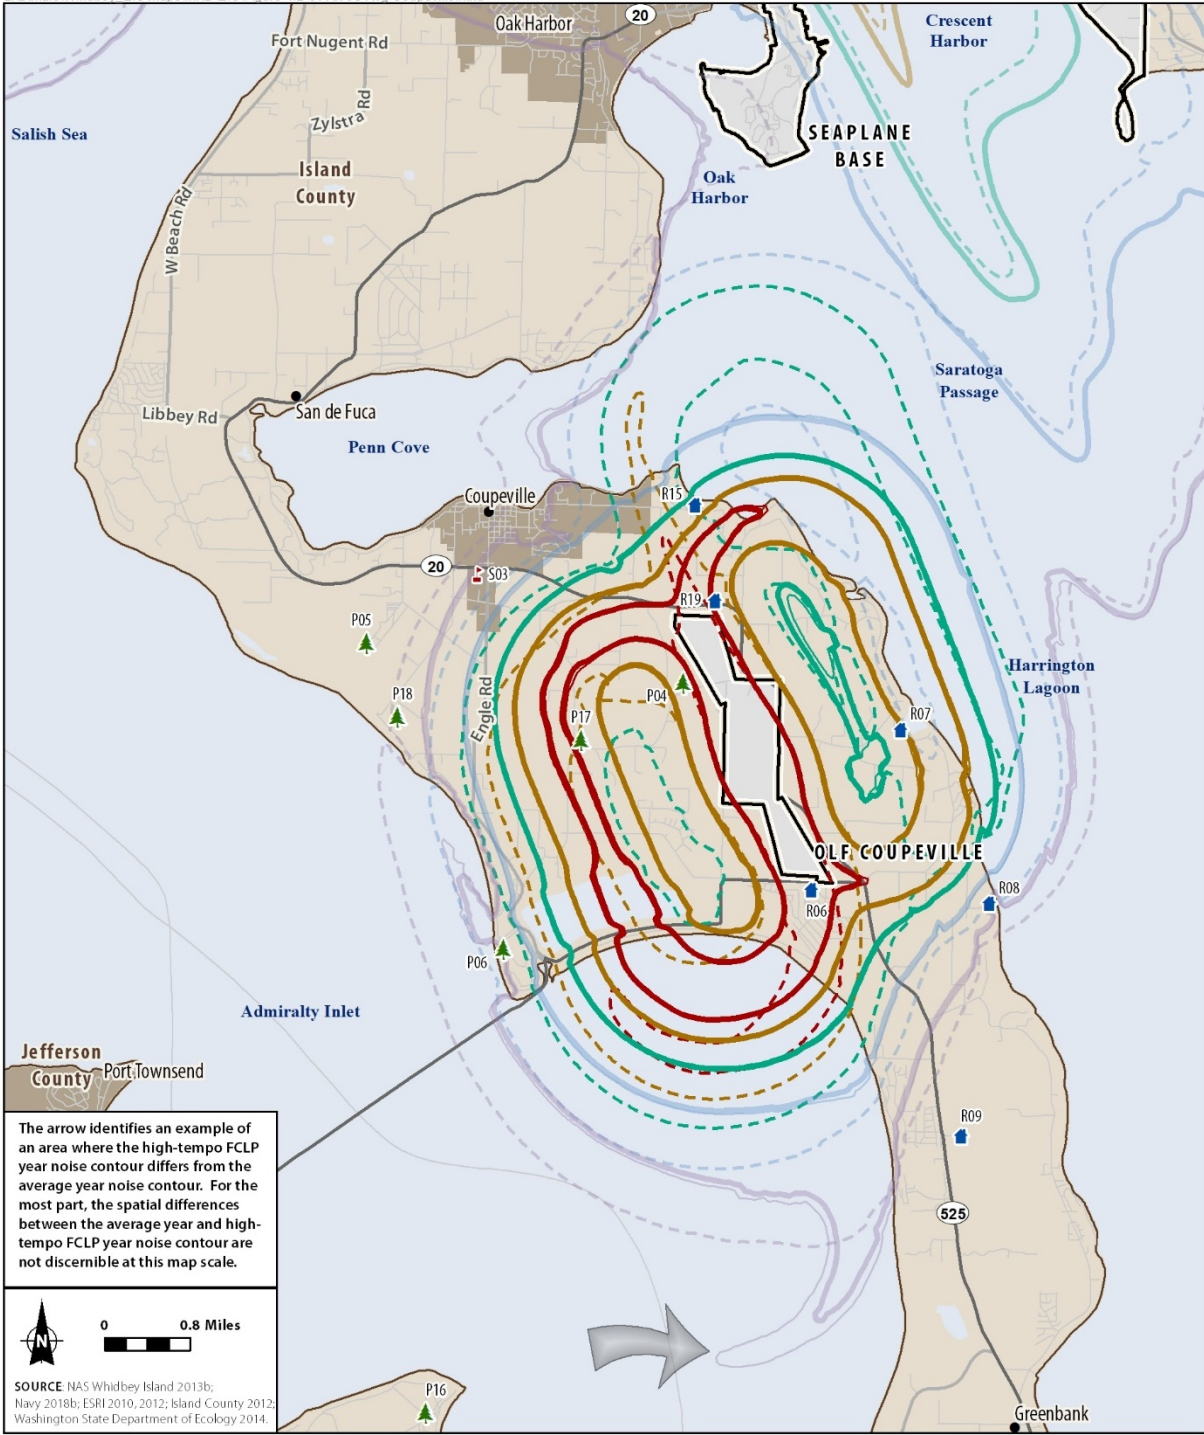 Oak Harbor
20
Crescent
Harbor
Fort Nugent Rd
Zylstra Rd
Salish Sea
SEAPLANE
BASE
Island
County
Oak
Harbor
W Beach Rd
Saratoga
Passage
Libbey Rd
San de Fuca
Penn Cove
Coupeville
R15
20
S03
R19
P05
Harrington
Lagoon
P18
P04
Engle Rd
P17
R07
OLF COUPEVILLE
R08
R06
P06
Admiralty Inlet
Jefferson
County
Port Townsend
R09
The arrow identifies an example of
an area where the high-tempo FCLP
year noise contour differs from the
average year noise contour. For the
most part, the spatial differences
between the average year and high-
tempo FCLP year noise contour are
not discernible at this map scale.
525
N
0 0.8 Miles
SOURCE: NAS Whidbey Island 2013b;
Navy 2018b; ESRI 2010, 2012; Island County 2012;
Washington State Department of Ecology 2014.
P16
Greenbank